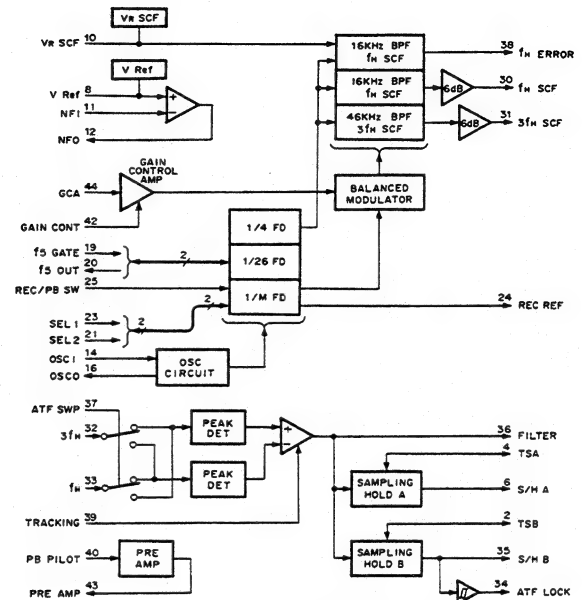 VR SCF
VR SCF 10
16KHz BPF
fH SCF
38 fH ERROR
V Ref
V Ref 8
NFI 11
NFO 12
16KHz BPF
fH SCF
6dB
30 fH SCF
46KHz BPF
3fH SCF
6dB
31 3fH SCF
GAIN
CONTROL
AMP
GCA 44
GAIN CONT 42
BALANCED
MODULATOR
1/4 FD
f5 GATE 19
f5 OUT 20
2
1/26 FD
REC/PB SW 25
2
1/M FD
24 REC REF
SEL 1 23
SEL 2 21
2
OSCI 14
OSCO 16
OSC
CIRCUIT
ATF SWP 37
3fH 32
PEAK
DET
36 FILTER
4 TSA
fH 33
PEAK
DET
SAMPLING
HOLD A
6 S/H A
TRACKING 39
2 TSB
PB PILOT 40
PRE
AMP
SAMPLING
HOLD B
35 S/H B
PRE AMP 43
34 ATF LOCK